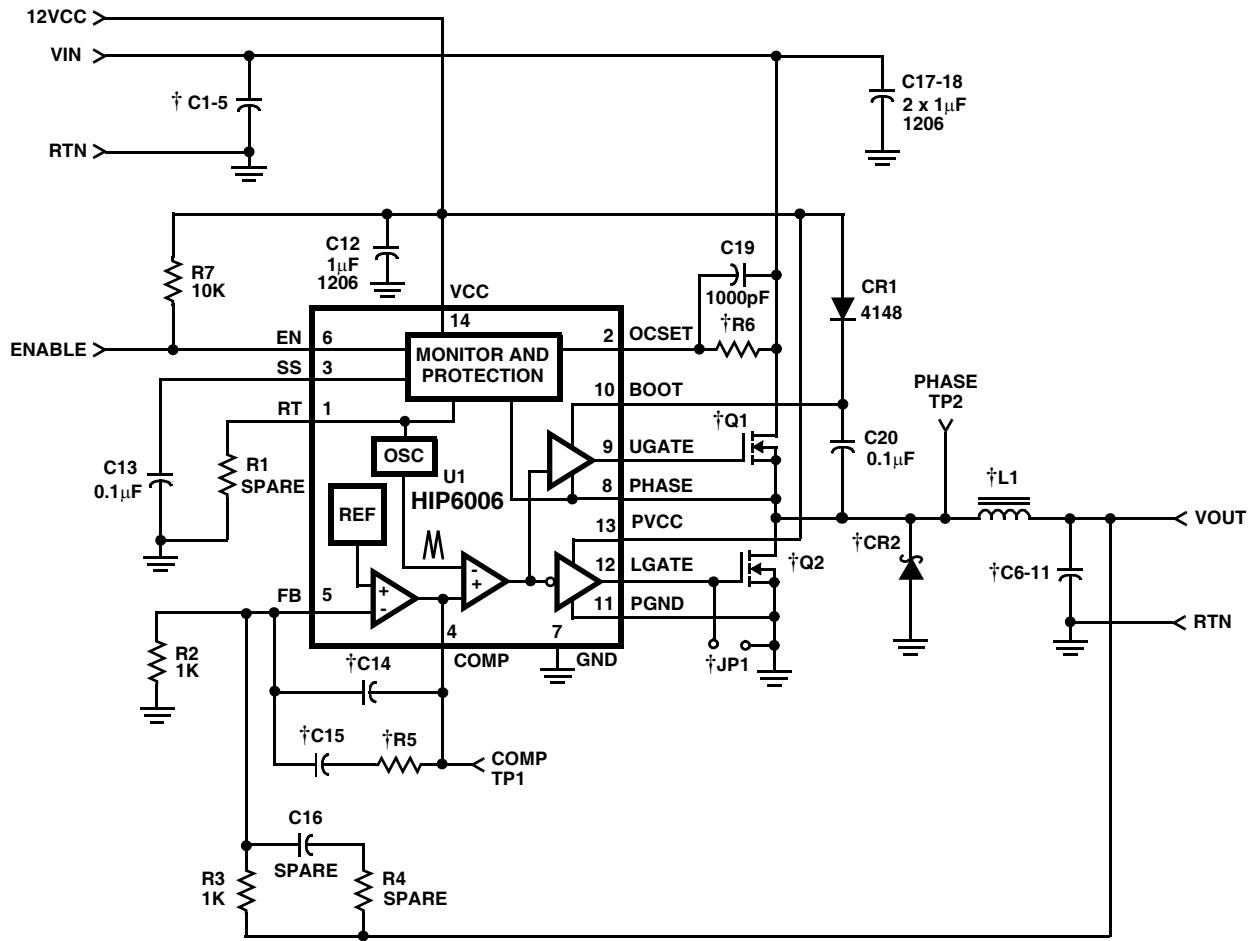 12VCC
VIN
† C1-5
RTN
C17-18
2 x 1μF
1206
R7
10K
C12
1μF
1206
C19
1000pF
†R6
CR1
4148
VCC
14
ENABLE
EN
6
MONITOR AND
PROTECTION
2
OCSET
SS
3
10
BOOT
PHASE
TP2
RT
1
OSC
†Q1
9
UGATE
C20
0.1μF
C13
0.1μF
R1
SPARE
U1
HIP6006
8
PHASE
†L1
REF
13
PVCC
VOUT
-
+
12
LGATE
†Q2
†CR2
†C6-11
+
-
FB
5
11
PGND
RTN
4
COMP
7
GND
†JP1
R2
1K
†C14
†C15
†R5
COMP
TP1
C16
SPARE
R3
1K
R4
SPARE